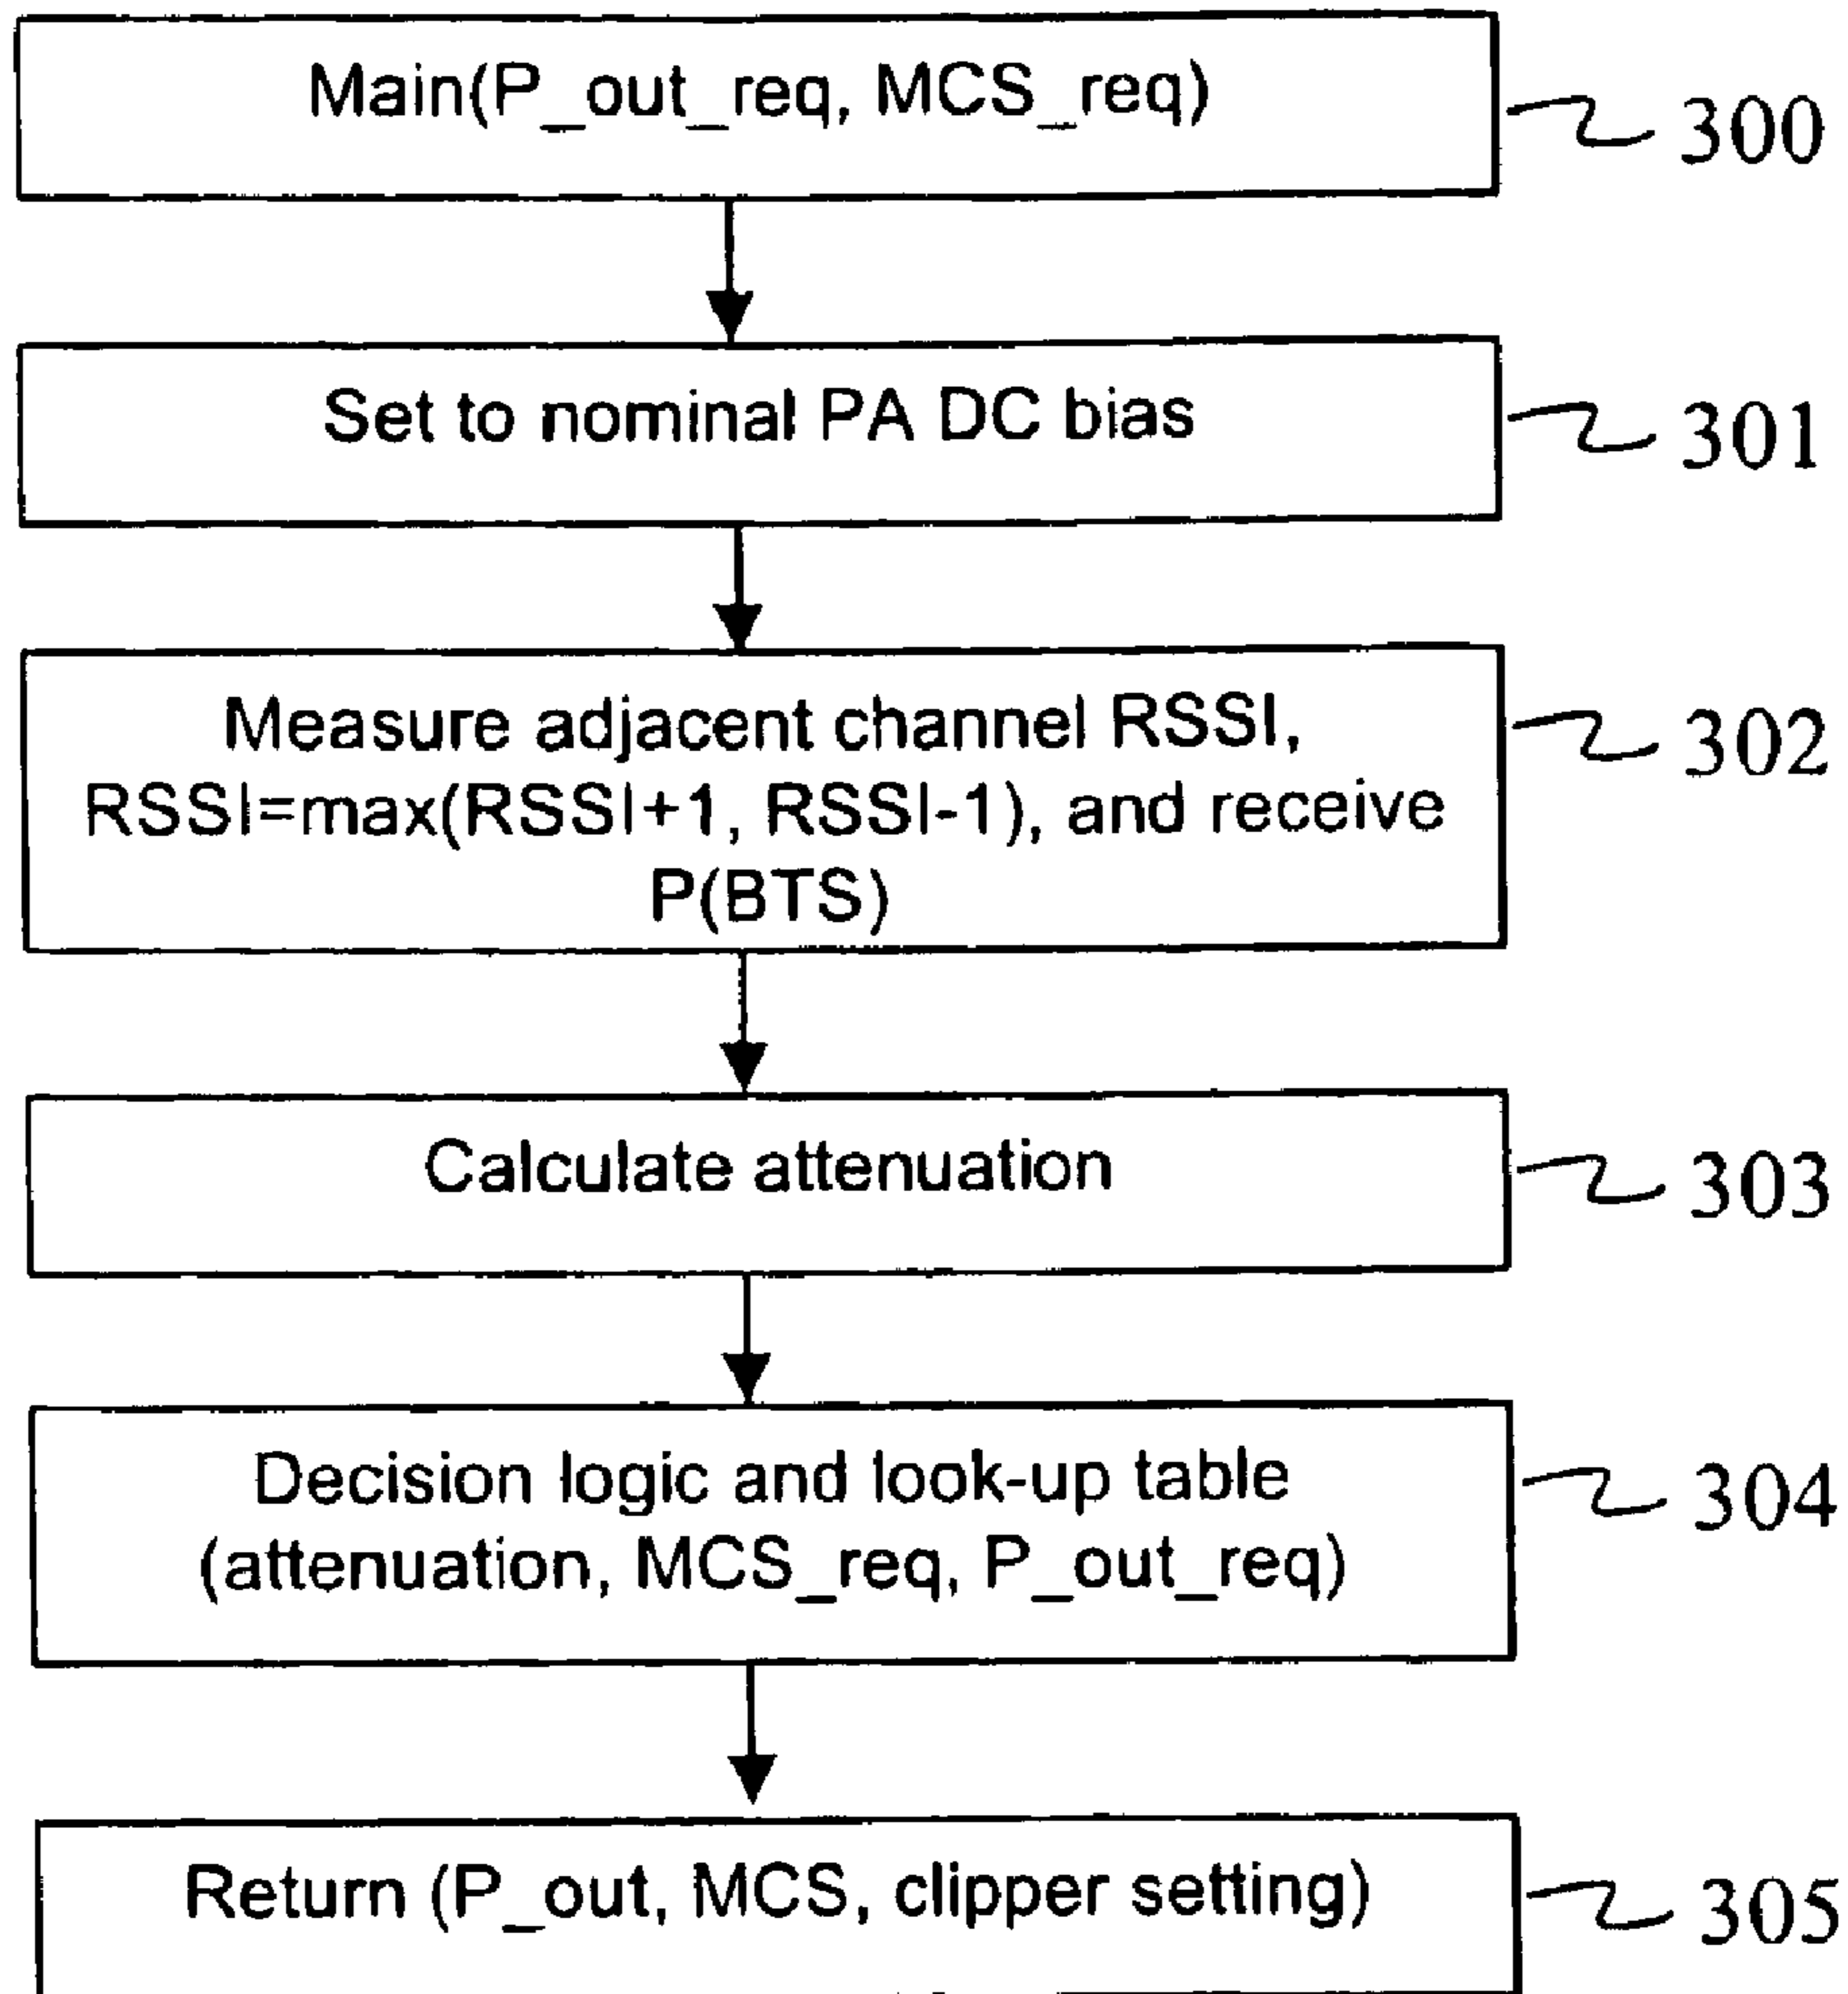 Main(P_out_req, MCS_req)
300
Set to nominal PA DC bias
301
Measure adjacent channel RSSI,
RSSI=max(RSSI+1, RSSI-1), and receive
P(BTS)
302
Calculate attenuation
303
Decision logic and look-up table
(attenuation, MCS_req, P_out_req)
304
Return (P_out, MCS, clipper setting)
305